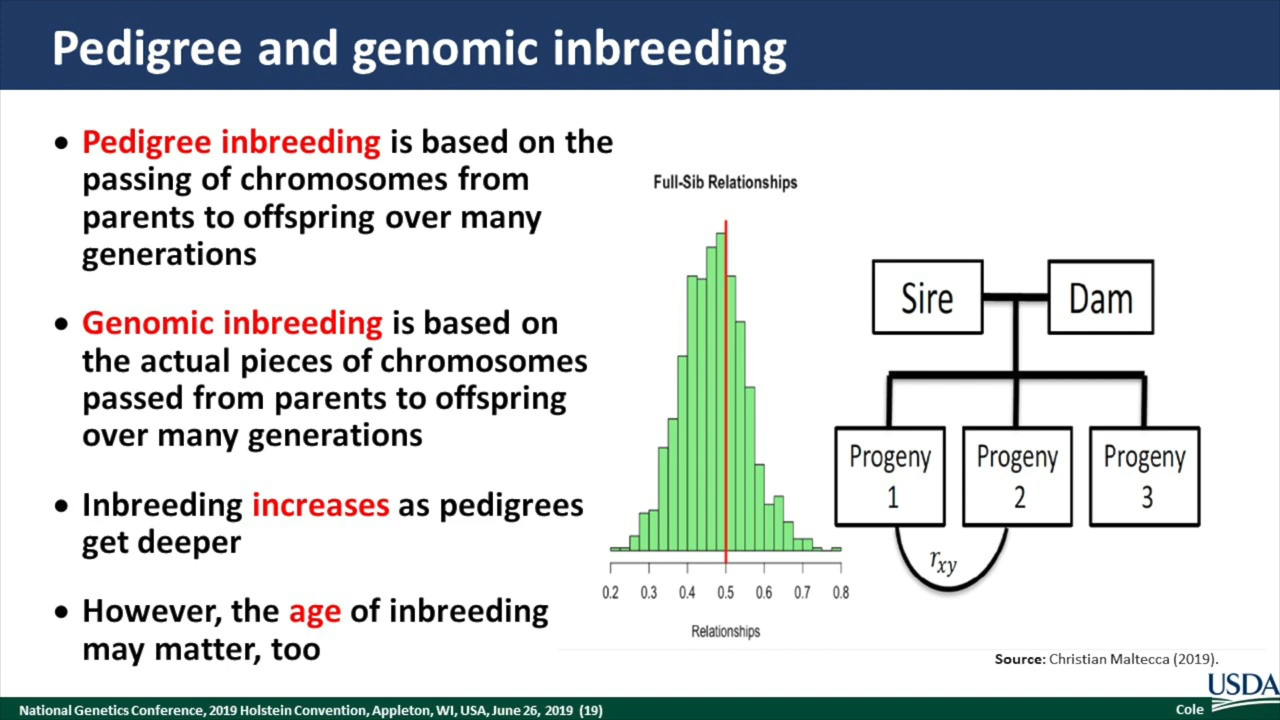 Pedigree and genomic inbreeding
• Pedigree inbreeding is based on the
passing of chromosomes from
parents to offspring over many
generations
• Genomic inbreeding is based on
the actual pieces of chromosomes
passed from parents to offspring
over many generations
• Inbreeding increases as pedigrees
get deeper
• However, the age of inbreeding
may matter, too
Full-Sib Relationships
0.2 0.3 0.4 0.5 0.6 0.7 0.8
Relationships
Sire Dam
Progeny Progeny Progeny
1 2 3
rxy
Source: Christian Maltecca (2019).
USDA
National Genetics Conference, 2019 Holstein Convention, Appleton, WI, USA, June 26, 2019 (19)
Cole